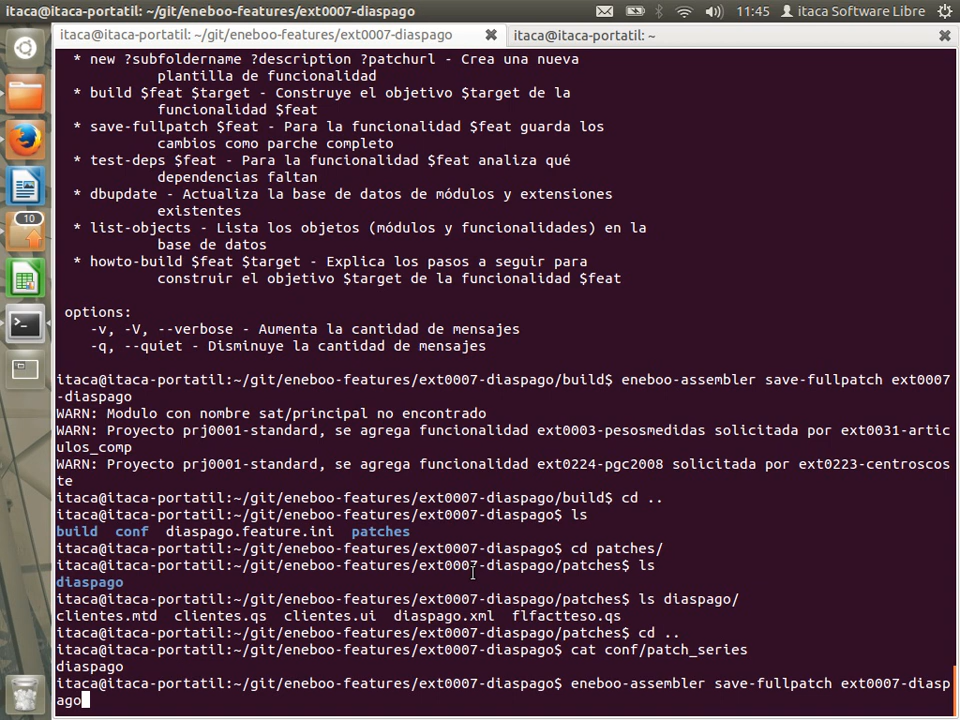 itaca@itaca-portatil: ~/git/eneboo-features/ext0007-diaspago
11:45
itaca Software Libre
itaca@itaca-portatil: ~/git/eneboo-features/ext0007-diaspago
itaca@itaca-portatil: ~
* new ?subfoldername ?description ?patchurl - Crea una nueva
plantilla de funcionalidad
* build $feat $target - Construye el objetivo $target de la
funcionalidad $feat
* save-fullpatch $feat - Para la funcionalidad $feat guarda los
cambios como parche completo
* test-deps $feat - Para la funcionalidad $feat analiza qué
dependencias faltan
* dbupdate - Actualiza la base de datos de módulos y extensiones
existentes
* list-objects - Lista los objetos (módulos y funcionalidades) en la
base de datos
* howto-build $feat $target - Explica los pasos a seguir para
construir el objetivo $target de la funcionalidad $feat
options:
-v, -V, --verbose - Aumenta la cantidad de mensajes
-q, --quiet - Disminuye la cantidad de mensajes
itaca@itaca-portatil:~/git/eneboo-features/ext0007-diaspago/build$ eneboo-assembler save-fullpatch ext0007
-diaspago
WARN: Modulo con nombre sat/principal no encontrado
WARN: Proyecto prj0001-standard, se agrega funcionalidad ext0003-pesosmedidas solicitada por ext0031-artic
ulos_comp
WARN: Proyecto prj0001-standard, se agrega funcionalidad ext0224-pgc2008 solicitada por ext0223-centroscos
te
itaca@itaca-portatil:~/git/eneboo-features/ext0007-diaspago/build$ cd ..
itaca@itaca-portatil:~/git/eneboo-features/ext0007-diaspago$ ls
build conf diaspago.feature.ini patches
itaca@itaca-portatil:~/git/eneboo-features/ext0007-diaspago$ cd patches/
itaca@itaca-portatil:~/git/eneboo-features/ext0007-diaspago/patches$ ls
diaspago
itaca@itaca-portatil:~/git/eneboo-features/ext0007-diaspago/patches$ ls diaspago/
clientes.mtd clientes.qs clientes.ui diaspago.xml flfactteso.qs
itaca@itaca-portatil:~/git/eneboo-features/ext0007-diaspago/patches$ cd ..
itaca@itaca-portatil:~/git/eneboo-features/ext0007-diaspago$ cat conf/patch_series
diaspago
itaca@itaca-portatil:~/git/eneboo-features/ext0007-diaspago$ eneboo-assembler save-fullpatch ext0007-diasp
ago
10